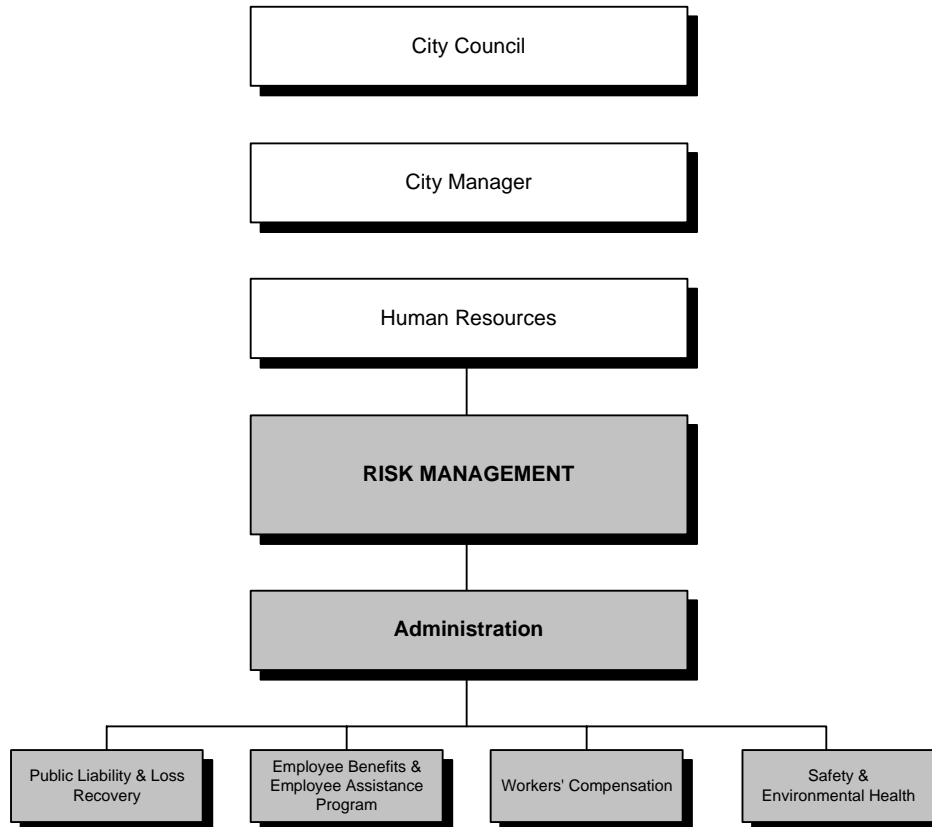 City Council
City Manager
Human Resources
RISK MANAGEMENT
Administration
Public Liability & Loss
Recovery
Employee Benefits &
Employee Assistance
Program
Workers' Compensation
Safety &
Environmental Health